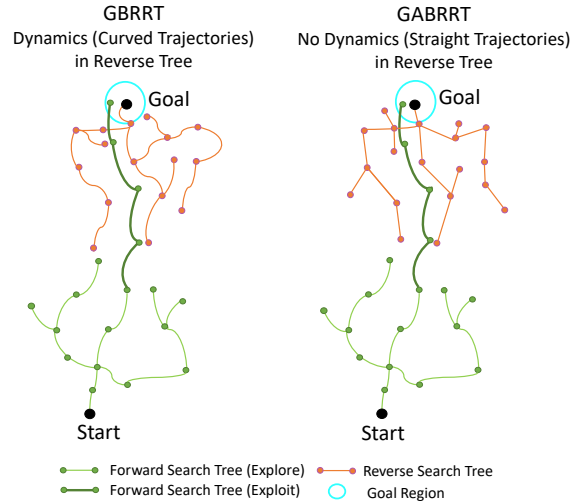 GBRRT
Dynamics (Curved Trajectories)
in Reverse Tree
GABRRT
No Dynamics (Straight Trajectories)
in Reverse Tree
Goal
Goal
Start
Start
Forward Search Tree (Explore)
Reverse Search Tree
Forward Search Tree (Exploit)
Goal Region